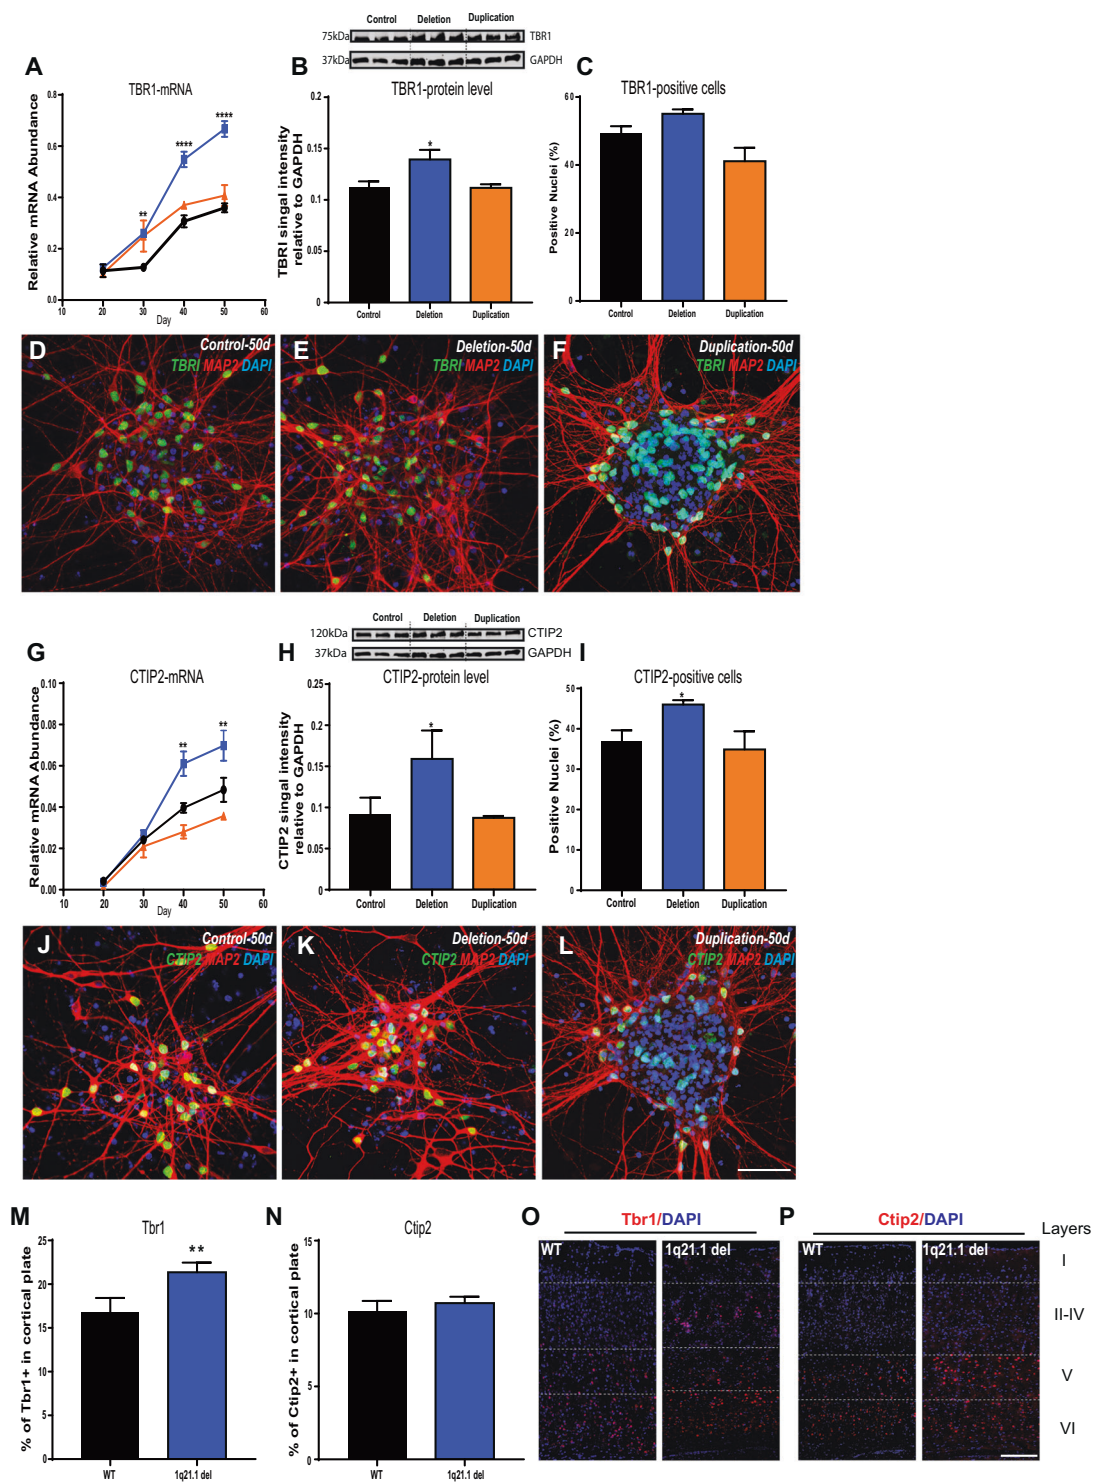 Control Deletion Duplication
75kDa TBR1
37kDa GAPDH
A B C
TBR1-mRNA
Relative mRNA Abundance
0.8
0.6
0.4
0.2
0.0
10 20 30 40 50 60
Day
** **** ****
TBR1-protein level
TBRI singal intensity
relative to GAPDH
0.2
0.15
0.1
0.05
0
*
Control Deletion Duplication
TBR1-positive cells
Positive Nuclei (%)
60
40
20
0
Control Deletion Duplication
D Control-50d
TBRI MAP2 DAPI
E Deletion-50d
TBRI MAP2 DAPI
F Duplication-50d
TBRI MAP2 DAPI
Control Deletion Duplication
120kDa CTIP2
37kDa GAPDH
G H I
CTIP2-mRNA
Relative mRNA Abundance
0.10
0.08
0.06
0.04
0.02
0.00
10 20 30 40 50 60
Day
** **
CTIP2-protein level
CTIP2 singal intensity
relative to GAPDH
0.25
0.2
0.15
0.1
0.05
0
*
Control Deletion Duplication
CTIP2-positive cells
Positive Nuclei (%)
50
40
30
20
10
0
*
Control Deletion Duplication
J Control-50d
CTIP2 MAP2 DAPI
K Deletion-50d
CTIP2 MAP2 DAPI
L Duplication-50d
CTIP2 MAP2 DAPI
M N O P
Tbr1
% of Tbr1+ in cortical plate
25
20
15
10
5
0
**
WT 1q21.1 del
Ctip2
% of Ctip2+ in cortical plate
15
10
5
0
WT 1q21.1 del
Tbr1/DAPI
WT 1q21.1 del
Ctip2/DAPI
WT 1q21.1 del
Layers
I
II-IV
V
VI